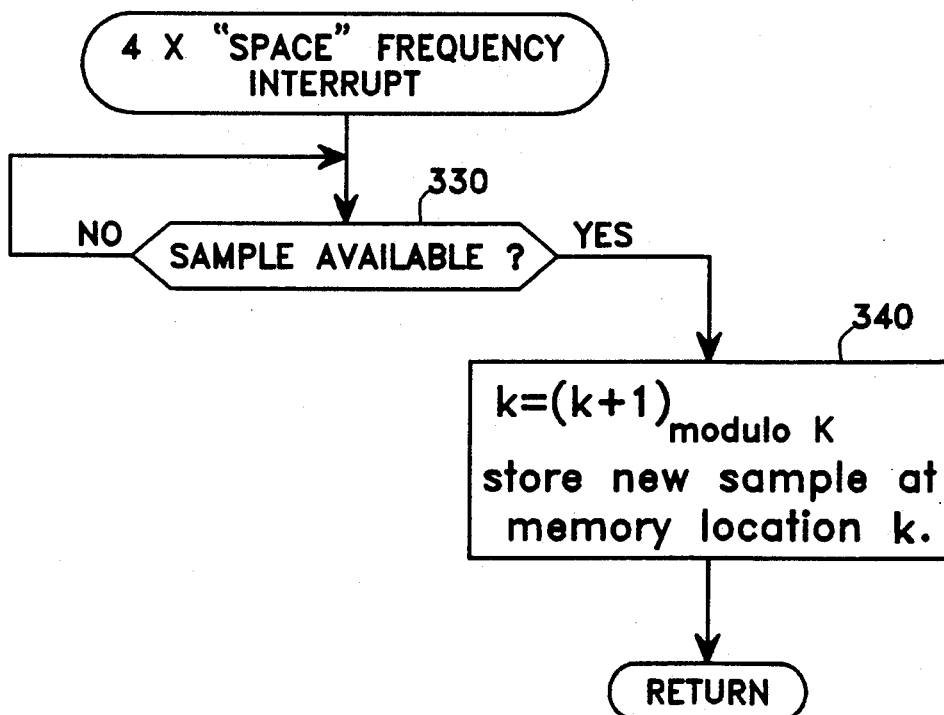 4 X "SPACE" FREQUENCY
INTERRUPT
330
NO
SAMPLE AVAILABLE ?
YES
340
k=(k+1)modulo K
store new sample at
memory location k.
RETURN